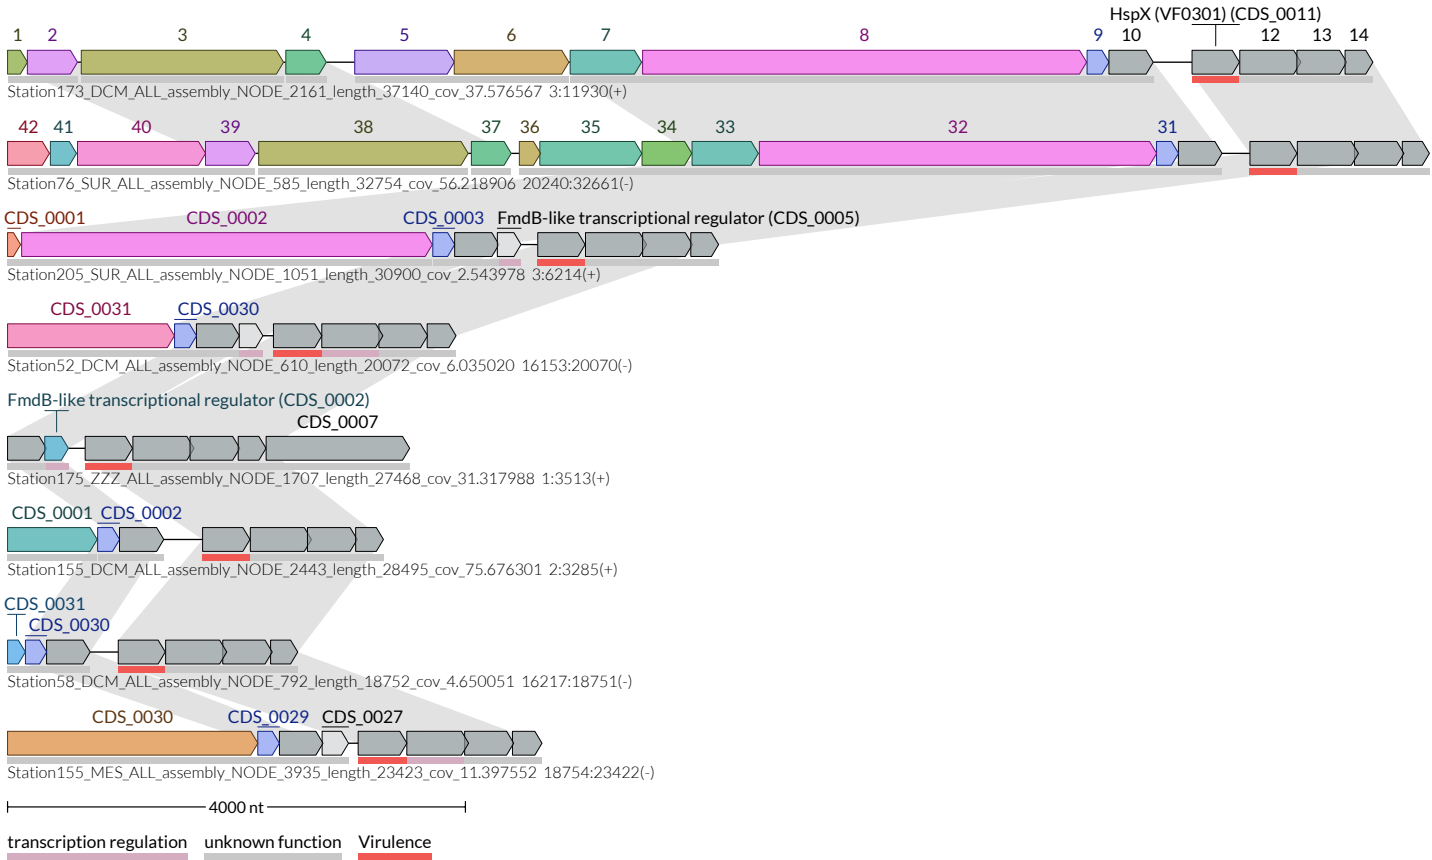 HspX (VF0301) (CDS_0011)
1 2 3 4 5 6 7 8 9 10 12 13 14
Station173_DCM_ALL_assembly_NODE_2161_length_37140_cov_37.576567 3:11930(+)
42 41 40 39 38 37 36 35 34 33 32 31
Station76_SUR_ALL_assembly_NODE_585_length_32754_cov_56.218906 20240:32661(-)
CDS_0001 CDS_0002 CDS_0003 FmdB-like transcriptional regulator (CDS_0005)
Station205_SUR_ALL_assembly_NODE_1051_length_30900_cov_2.543978 3:6214(+)
CDS_0031 CDS_0030
Station52_DCM_ALL_assembly_NODE_610_length_20072_cov_6.035020 16153:20070(-)
FmdB-like transcriptional regulator (CDS_0002)
CDS_0007
Station175_ZZZ_ALL_assembly_NODE_1707_length_27468_cov_31.317988 1:3513(+)
CDS_0001 CDS_0002
Station155_DCM_ALL_assembly_NODE_2443_length_28495_cov_75.676301 2:3285(+)
CDS_0031
CDS_0030
Station58_DCM_ALL_assembly_NODE_792_length_18752_cov_4.650051 16217:18751(-)
CDS_0030 CDS_0029 CDS_0027
Station155_MES_ALL_assembly_NODE_3935_length_23423_cov_11.397552 18754:23422(-)
4000 nt
transcription regulation unknown function Virulence